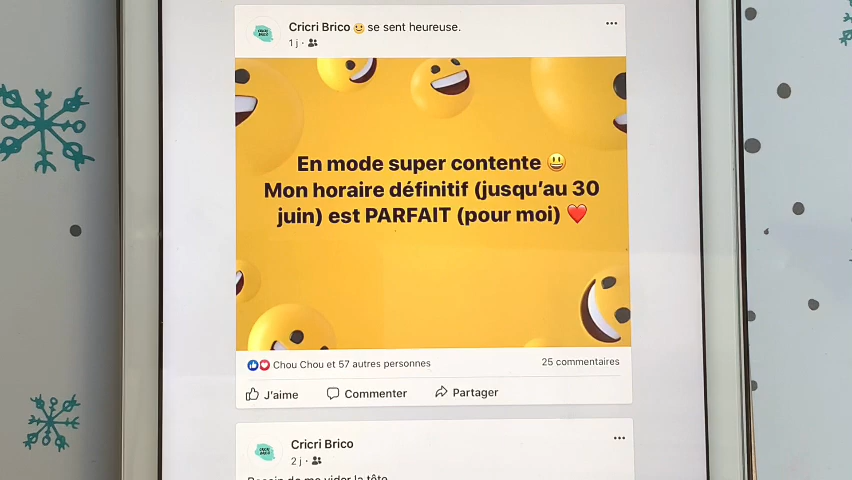 Cricri Brico 🙂 se sent heureuse.
1 j ·
En mode super contente 😃
Mon horaire définitif (jusqu'au 30
juin) est PARFAIT (pour moi) ❤️
Chou Chou et 57 autres personnes
25 commentaires
J'aime
Commenter
Partager
Cricri Brico
2 j ·